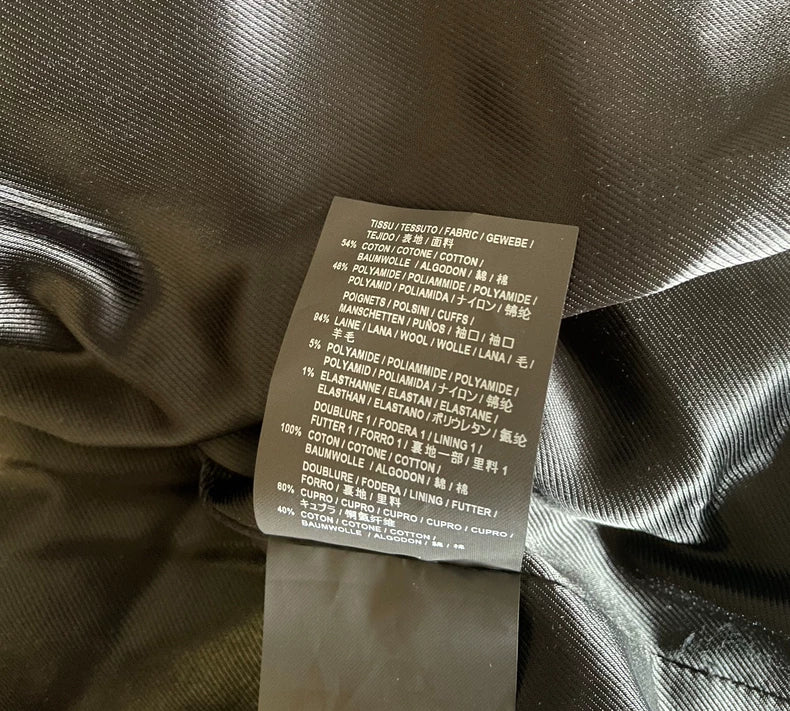 TISSU / TESSUTO / FABRIC / GEWEBE /
TEJIDO / 表地 / 面料
54% COTON / COTONE / COTTON /
BAUMWOLLE / ALGODON / 綿 / 棉
46% POLYAMIDE / POLIAMMIDE / POLYAMIDE /
POLYAMID / POLIAMIDA / ナイロン / 锦纶
POIGNETS / POLSINI / CUFFS /
MANSCHETTEN / PUÑOS / 袖口 / 袖口
94% LAINE / LANA / WOOL / WOLLE / LANA / 毛 /
羊毛
5% POLYAMIDE / POLIAMMIDE / POLYAMIDE /
POLYAMID / POLIAMIDA / ナイロン / 锦纶
1% ELASTHANNE / ELASTAN / ELASTANE /
ELASTHAN / ELASTANO / ポリウレタン / 氨纶
DOUBLURE 1 / FODERA 1 / LINING 1 /
FUTTER 1 / FORRO 1 / 裏地一部 / 里料 1
100% COTON / COTONE / COTTON /
BAUMWOLLE / ALGODON / 綿 / 棉
DOUBLURE / FODERA / LINING / FUTTER /
FORRO / 裏地 / 里料
60% CUPRO / CUPRO / CUPRO / CUPRO / CUPRO /
キュプラ / 铜氨纤维
40% COTON / COTONE / COTTON /
BAUMWOLLE / ALGODON / 綿 / 棉